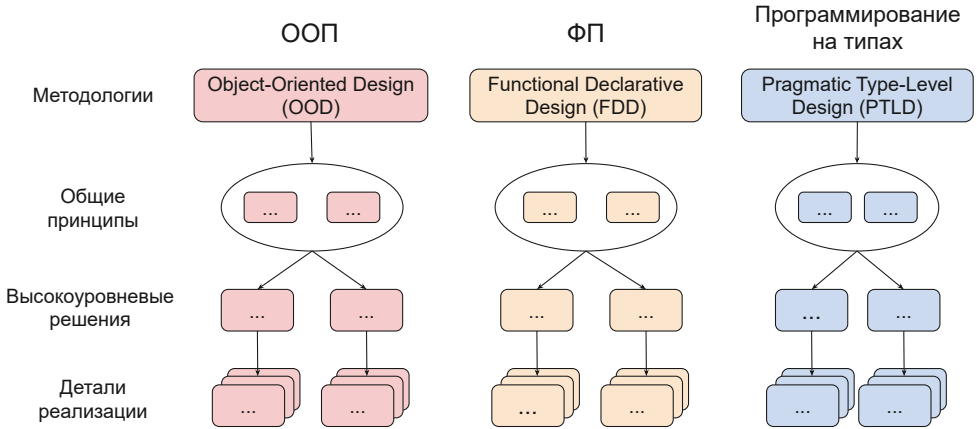 ООП
ФП
Программирование
на типах
Методологии
Object-Oriented Design
(OOD)
Functional Declarative
Design (FDD)
Pragmatic Type-Level
Design (PTLD)
Общие
принципы
... ... ... ... ... ...
Высокоуровневые
решения
... ... ... ... ... ...
Детали
реализации
... ... ... ... ... ...